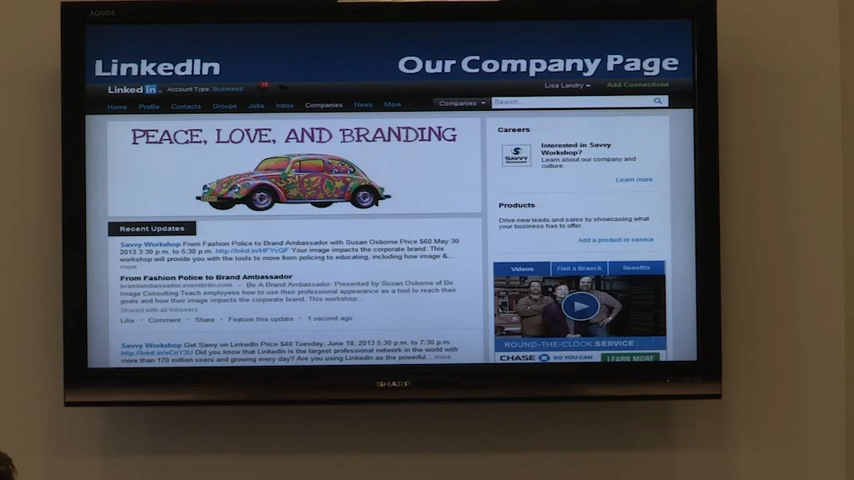 AQUOS
LinkedIn
Our Company Page
Linked in
Account Type: Business
Lisa Landry
Add Connections
Home Profile Contacts Groups Jobs Inbox Companies News More
Companies
Search...
PEACE, LOVE, AND BRANDING
Careers
SAVVY
Interested in Savvy
Workshop?
Learn about our company and
culture.
Learn more
Products
Drive new leads and sales by showcasing what
your business has to offer.
Add a product or service
Recent Updates
Savvy Workshop From Fashion Police to Brand Ambassador with Susan Osborne Price $60 May 30
2013 3:30 p.m. to 5:30 p.m. http://lnkd.in/HFYcQF Your image impacts the corporate brand. This
workshop will provide you with the tools to move from policing to educating, including how image &...
more
From Fashion Police to Brand Ambassador
brandambassador.eventbrite.com - Be A Brand Ambassador: Presented by Susan Osborne of Be
Image Consulting Teach employees how to use their professional appearance as a tool to reach their
goals and how their image impacts the corporate brand. This workshop...
Shared with all followers
Like · Comment · Share · Feature this update · 1 second ago
Savvy Workshop Get Savvy on LinkedIn Price $40 Tuesday, June 18, 2013 5:30 p.m. to 7:30 p.m.
http://lnkd.in/eCoY3U Did you know that LinkedIn is the largest professional network in the world with
more than 170 million users and growing every day? Are you using LinkedIn as the powerful... more
Videos
Find a Branch
Benefits
ROUND-THE-CLOCK SERVICE
CHASE
SO YOU CAN
LEARN MORE
SHARP